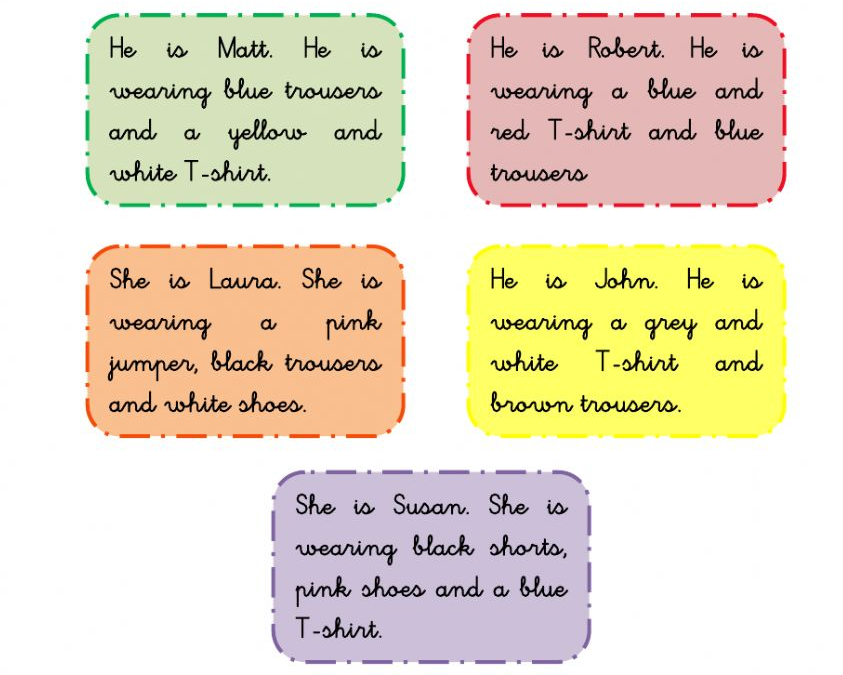 He is Matt. He is
wearing blue trousers
and a yellow and
white T-shirt.
He is Robert. He is
wearing a blue and
red T-shirt and blue
trousers
She is Laura. She is
wearing a pink
jumper, black trousers
and white shoes.
He is John. He is
wearing a grey and
white T-shirt and
brown trousers.
She is Susan. She is
wearing black shorts,
pink shoes and a blue
T-shirt.